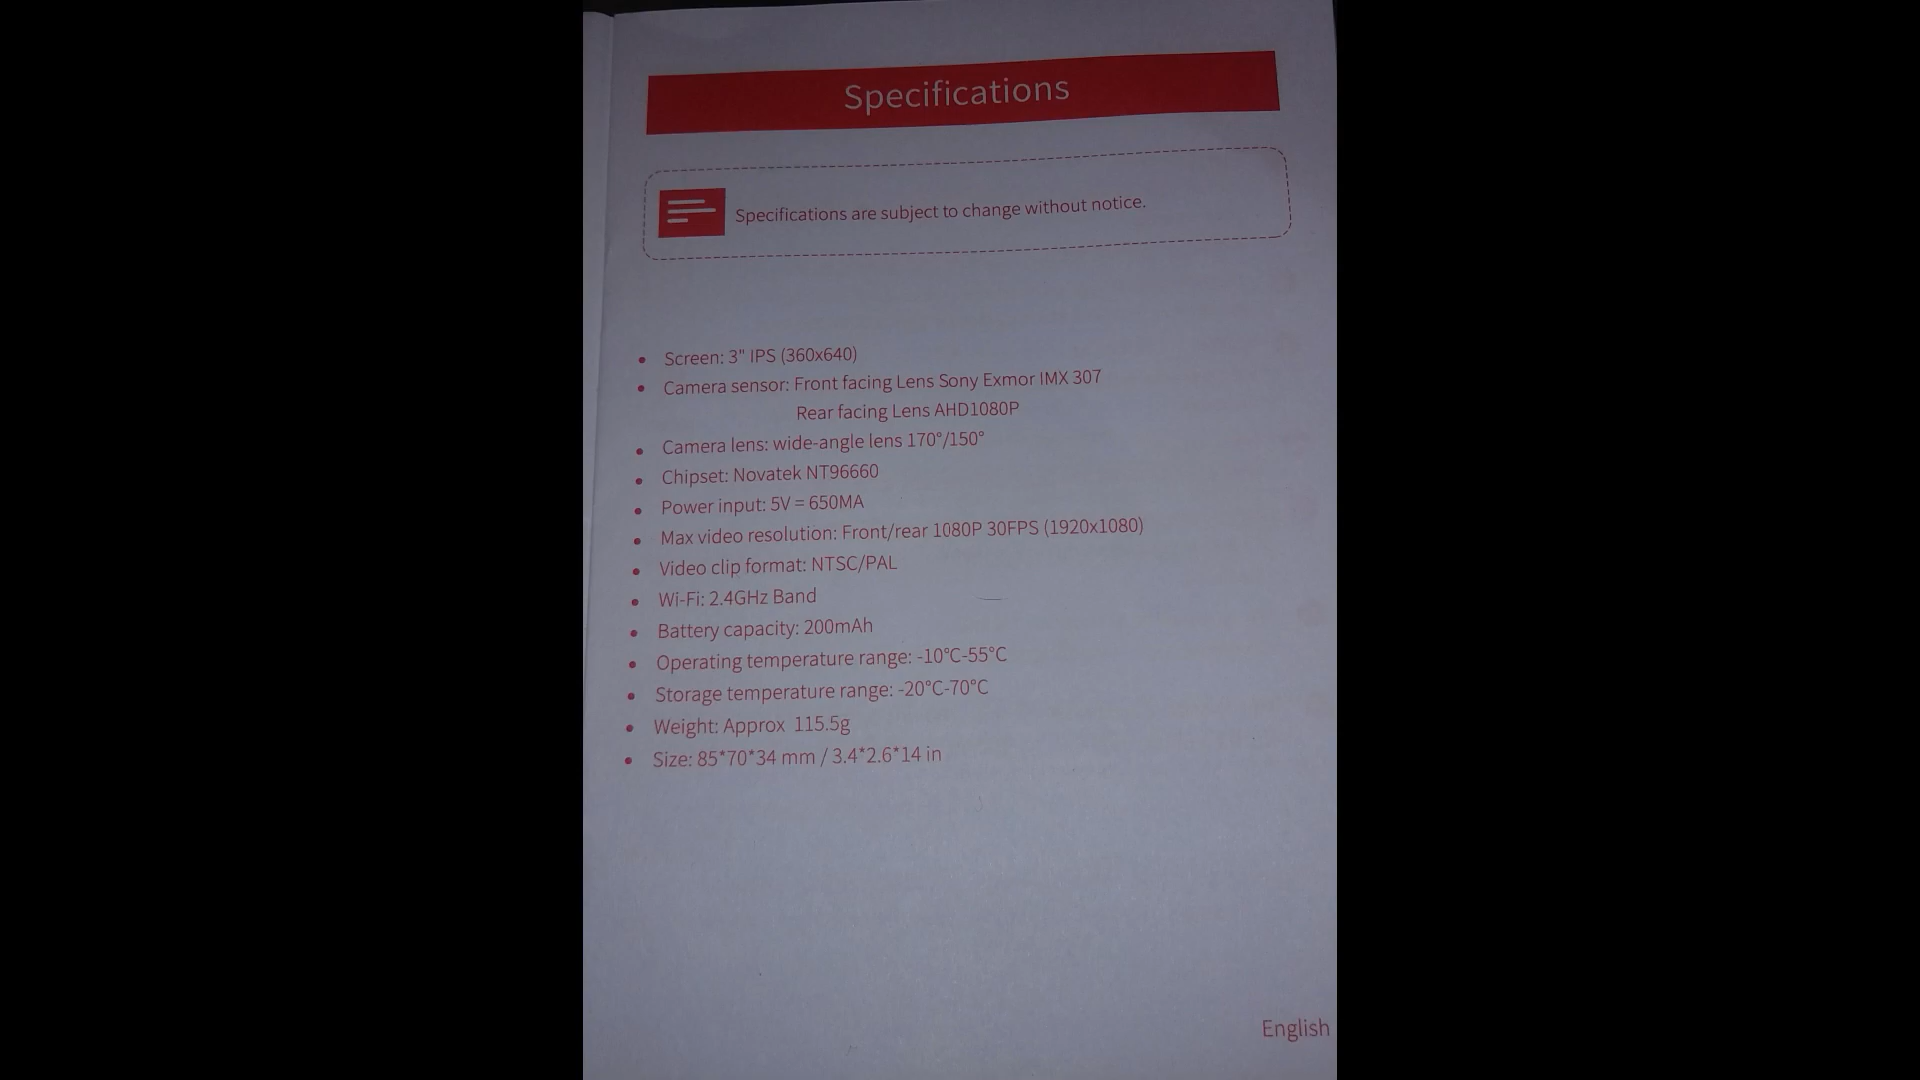 Specifications
Specifications are subject to change without notice.
• Screen: 3" IPS (360x640)
• Camera sensor: Front facing Lens Sony Exmor IMX 307
Rear facing Lens AHD1080P
• Camera lens: wide-angle lens 170°/150°
• Chipset: Novatek NT96660
• Power input: 5V = 650MA
• Max video resolution: Front/rear 1080P 30FPS (1920x1080)
• Video clip format: NTSC/PAL
• Wi-Fi: 2.4GHz Band
• Battery capacity: 200mAh
• Operating temperature range: -10°C-55°C
• Storage temperature range: -20°C-70°C
• Weight: Approx 115.5g
• Size: 85*70*34 mm / 3.4*2.6*14 in
English